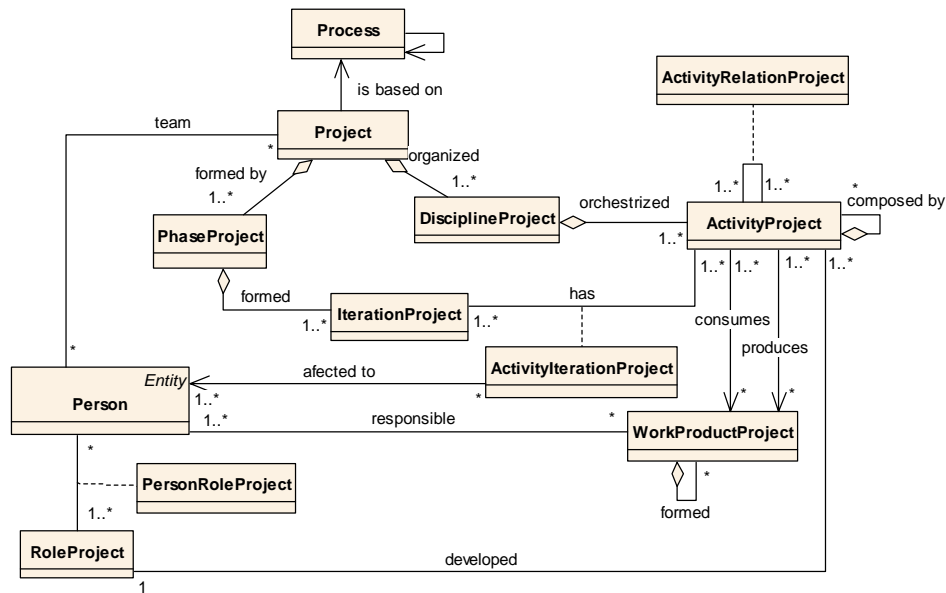 Process
ActivityRelationProject
is based on
team
Project
*
organized
formed by
1..*
1..*
1..*
1..*
*
composed by
DisciplineProject
orchestrized
ActivityProject
PhaseProject
1..*
1..*
1..*
1..*
1..*
formed
has
IterationProject
1..*
1..*
consumes
produces
*
ActivityIterationProject
Entity
afected to
Person
1..*
*
*
*
1..*
responsible
*
WorkProductProject
*
PersonRoleProject
*
formed
1..*
RoleProject
developed
1